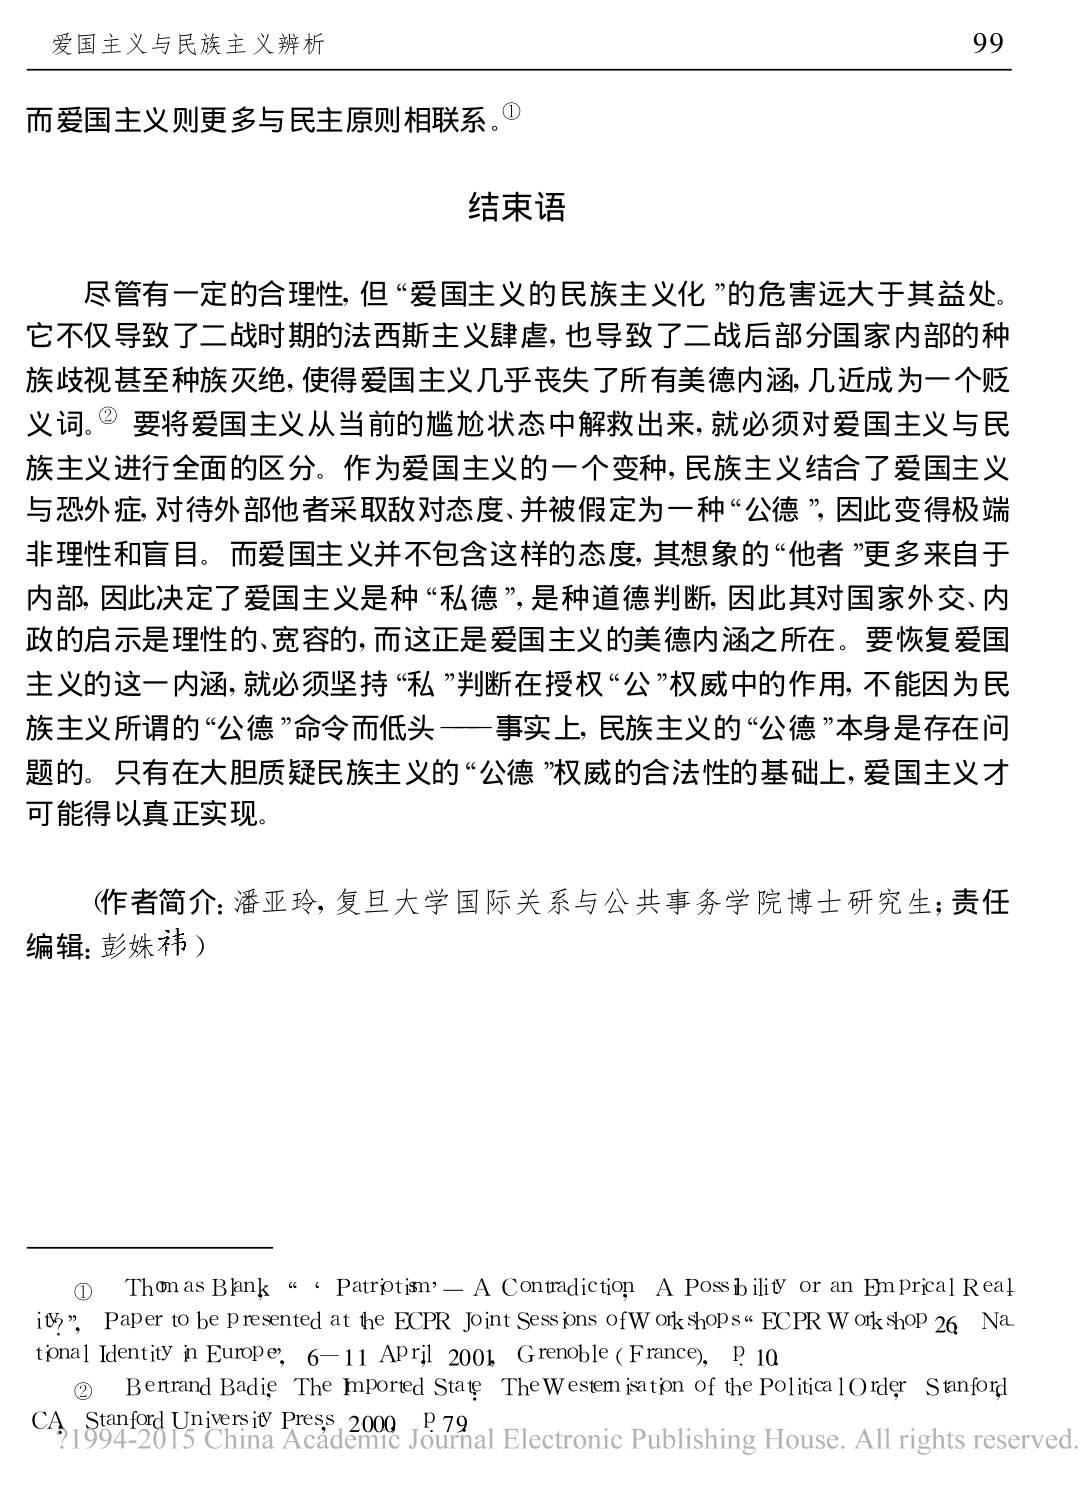 爱国主义与民族主义辨析 99
而爱国主义则更多与民主原则相联系。①
结束语
尽管有一定的合理性,但“爱国主义的民族主义化”的危害远大于其益处。
它不仅导致了二战时期的法西斯主义肆虐,也导致了二战后部分国家内部的种
族歧视甚至种族灭绝,使得爱国主义几乎丧失了所有美德内涵,几近成为一个贬
义词。② 要将爱国主义从当前的尴尬状态中解救出来,就必须对爱国主义与民
族主义进行全面的区分。作为爱国主义的一个变种,民族主义结合了爱国主义
与恐外症,对待外部他者采取敌对态度、并被假定为一种“公德”,因此变得极端
非理性和盲目。而爱国主义并不包含这样的态度,其想象的“他者”更多来自于
内部,因此决定了爱国主义是种“私德”,是种道德判断,因此其对国家外交、内
政的启示是理性的、宽容的,而这正是爱国主义的美德内涵之所在。要恢复爱国
主义的这一内涵,就必须坚持“私”判断在授权“公”权威中的作用,不能因为民
族主义所谓的“公德”命令而低头——事实上,民族主义的“公德”本身是存在问
题的。只有在大胆质疑民族主义的“公德”权威的合法性的基础上,爱国主义才
可能得以真正实现。
(作者简介:潘亚玲,复旦大学国际关系与公共事务学院博士研究生;责任
编辑:彭姝祎)
① Thomas Blank, “‘Patriotism’— A Contradiction, A Possibility or an Emprical Real-
ity?”, Paper to be presented at the ECPR Joint Sessions of Workshops “ECPR Workshop 26, Na-
tional Identity in Europe”, 6—11 April, 2001, Grenoble (France), p. 10.
② Bertrand Badie, The Imported State: The Westernisation of the Political Order, Stanford,
CA, Stanford University Press, 2000, p. 79.
?1994-2015 China Academic Journal Electronic Publishing House. All rights reserved.